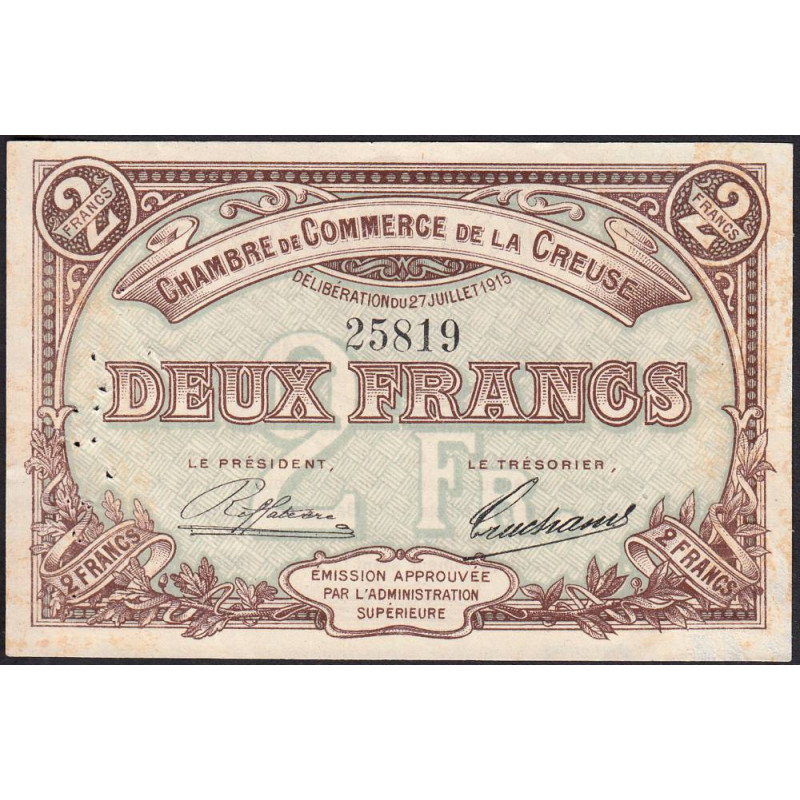 2 FRANCS
2 FRANCS
CHAMBRE DE COMMERCE DE LA CREUSE
DÉLIBÉRATION DU 27 JUILLET 1915
25819
DEUX FRANCS
2 FR.
LE PRÉSIDENT, LE TRÉSORIER,
2 FRANCS
2 FRANCS
ÉMISSION APPROUVÉE
PAR L'ADMINISTRATION
SUPÉRIEURE